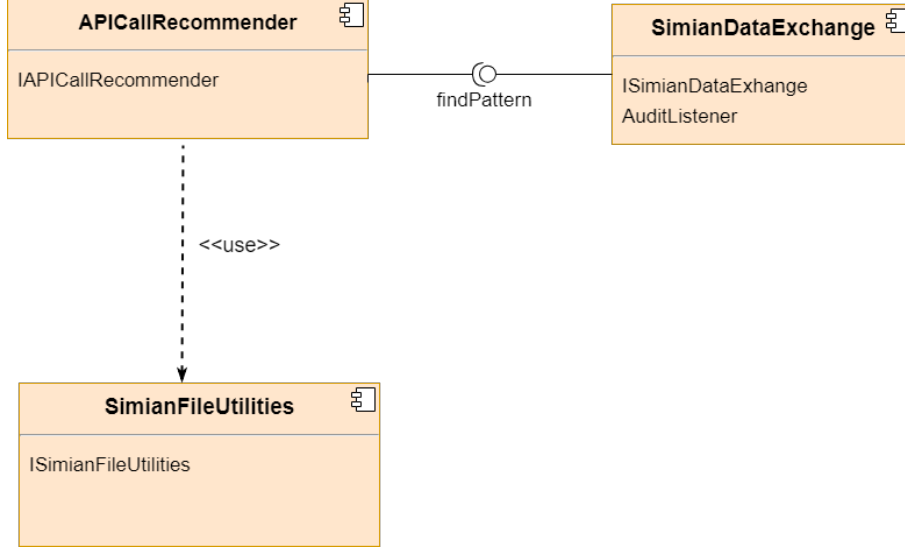 APICallRecommender
IAPICallRecommender
findPattern
SimianDataExchange
ISimianDataExhange
AuditListener
<<use>>
SimianFileUtilities
ISimianFileUtilities